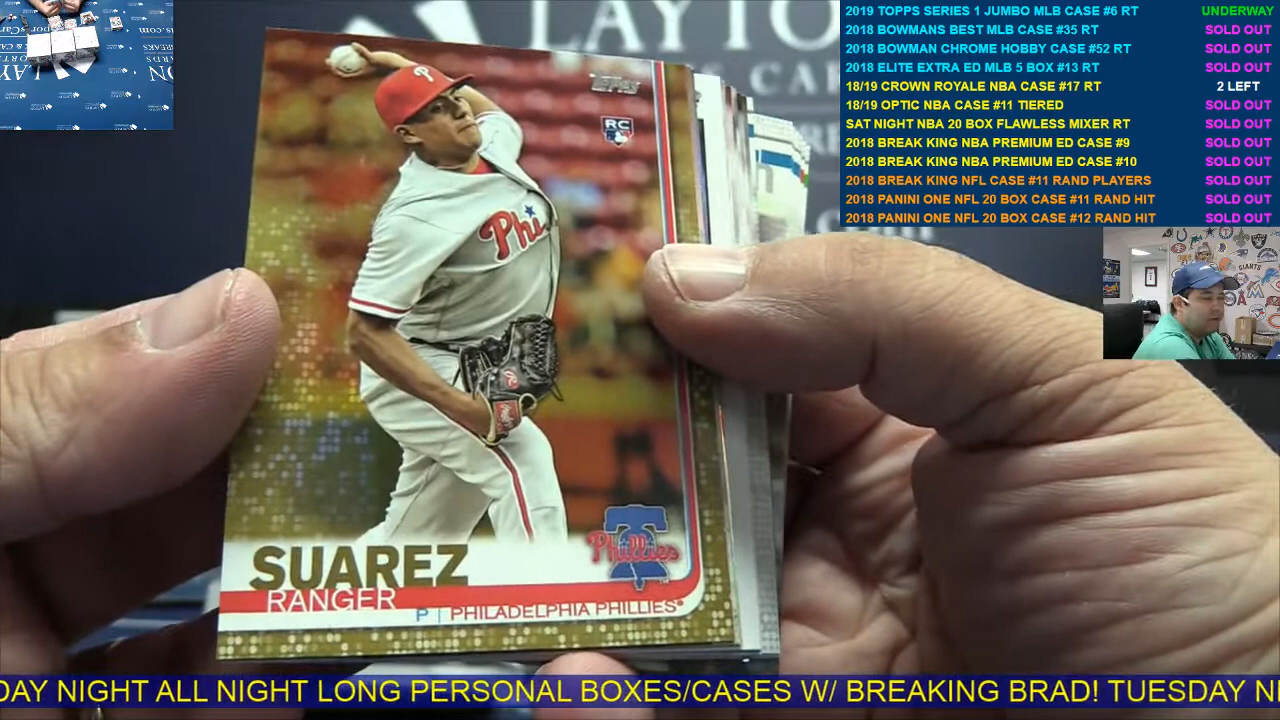 2019 TOPPS SERIES 1 JUMBO MLB CASE #6 RT UNDERWAY
2018 BOWMANS BEST MLB CASE #35 RT SOLD OUT
2018 BOWMAN CHROME HOBBY CASE #52 RT SOLD OUT
2018 ELITE EXTRA ED MLB 5 BOX #13 RT SOLD OUT
18/19 CROWN ROYALE NBA CASE #17 RT 2 LEFT
18/19 OPTIC NBA CASE #11 TIERED SOLD OUT
SAT NIGHT NBA 20 BOX FLAWLESS MIXER RT SOLD OUT
2018 BREAK KING NBA PREMIUM ED CASE #9 SOLD OUT
2018 BREAK KING NBA PREMIUM ED CASE #10 SOLD OUT
2018 BREAK KING NFL CASE #11 RAND PLAYERS SOLD OUT
2018 PANINI ONE NFL 20 BOX CASE #11 RAND HIT SOLD OUT
2018 PANINI ONE NFL 20 BOX CASE #12 RAND HIT SOLD OUT
LAYTON
S CA
.com
TOPPS
RC
P
Phi
Phillies
SUAREZ
RANGER
P | PHILADELPHIA PHILLIES
GIANTS
DAY NIGHT ALL NIGHT LONG PERSONAL BOXES/CASES W/ BREAKING BRAD! TUESDAY N